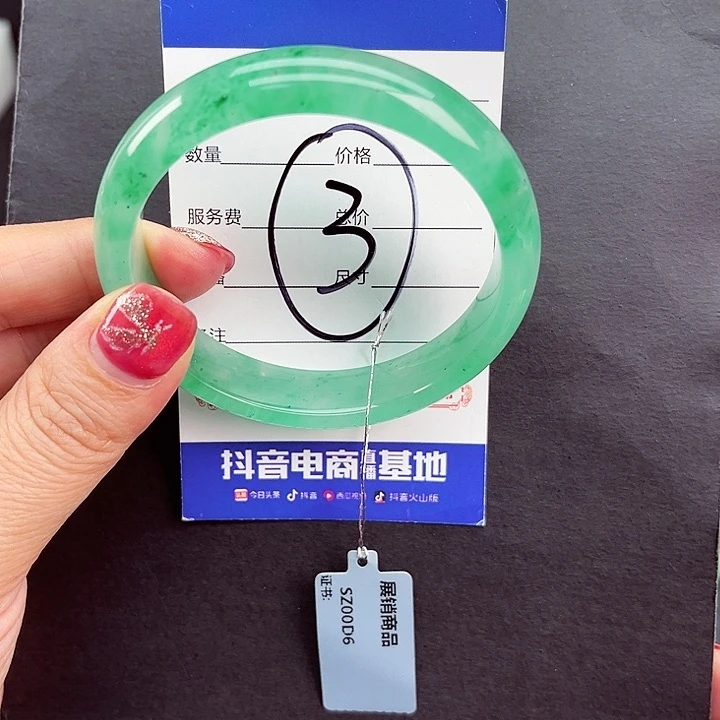 数量 价格
服务费 总价
3
尺寸
注
抖音电商直播基地
今日头条 抖音 西瓜视频 抖音火山版
展销商品
SZ00D6
证书: